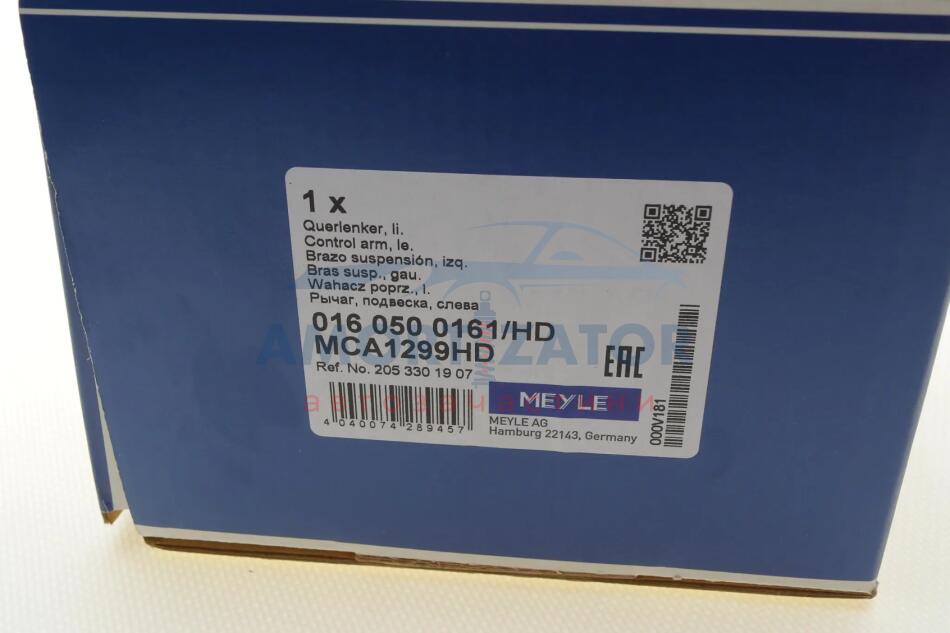 1 x
Querlenker, li.
Control arm, le.
Brazo suspensión, izq.
Bras susp., gau.
Wahacz poprz., l.
Рычаг, подвеска, слева
016 050 0161/HD
MCA1299HD
Ref. No. 205 330 19 07
EAC
MEYLE
MEYLE AG
Hamburg 22143, Germany
4 040074 289457
000V181
AMORTIZATOR
автозапчастини